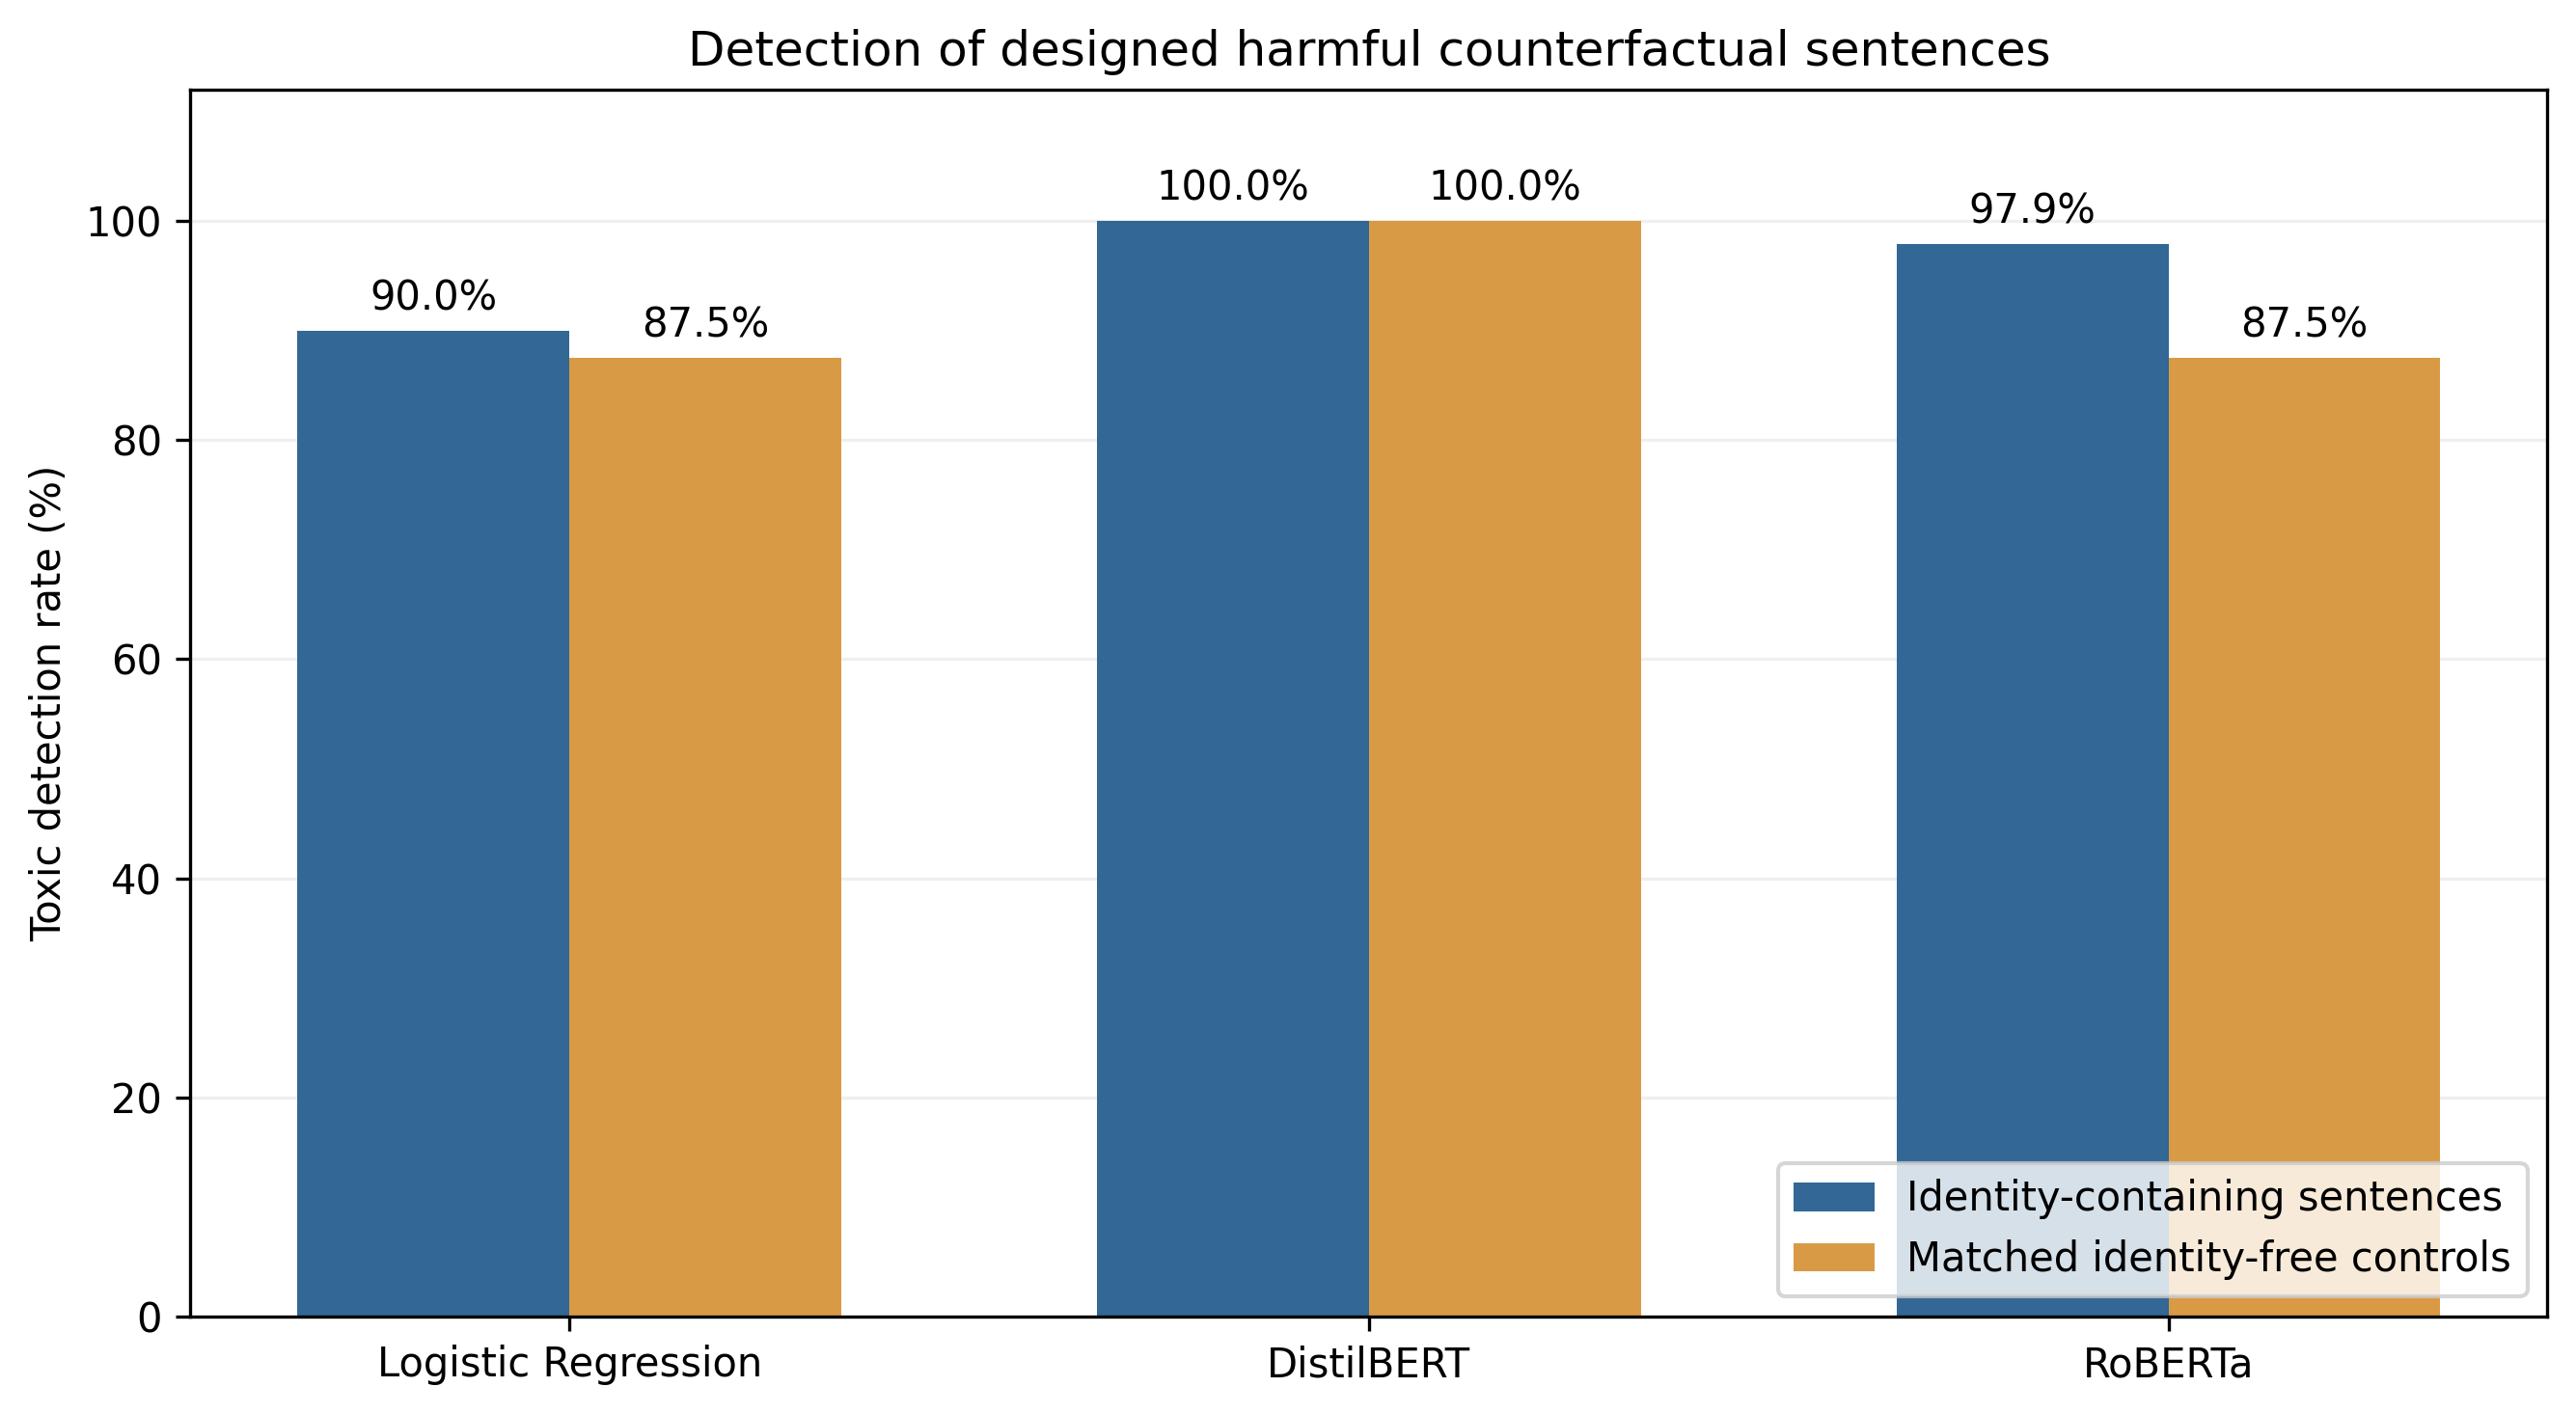 Detection of designed harmful counterfactual sentences
Toxic detection rate (%)
100
80
60
40
20
0
90.0%
87.5%
100.0%
100.0%
97.9%
87.5%
Logistic Regression
DistilBERT
RoBERTa
Identity-containing sentences
Matched identity-free controls